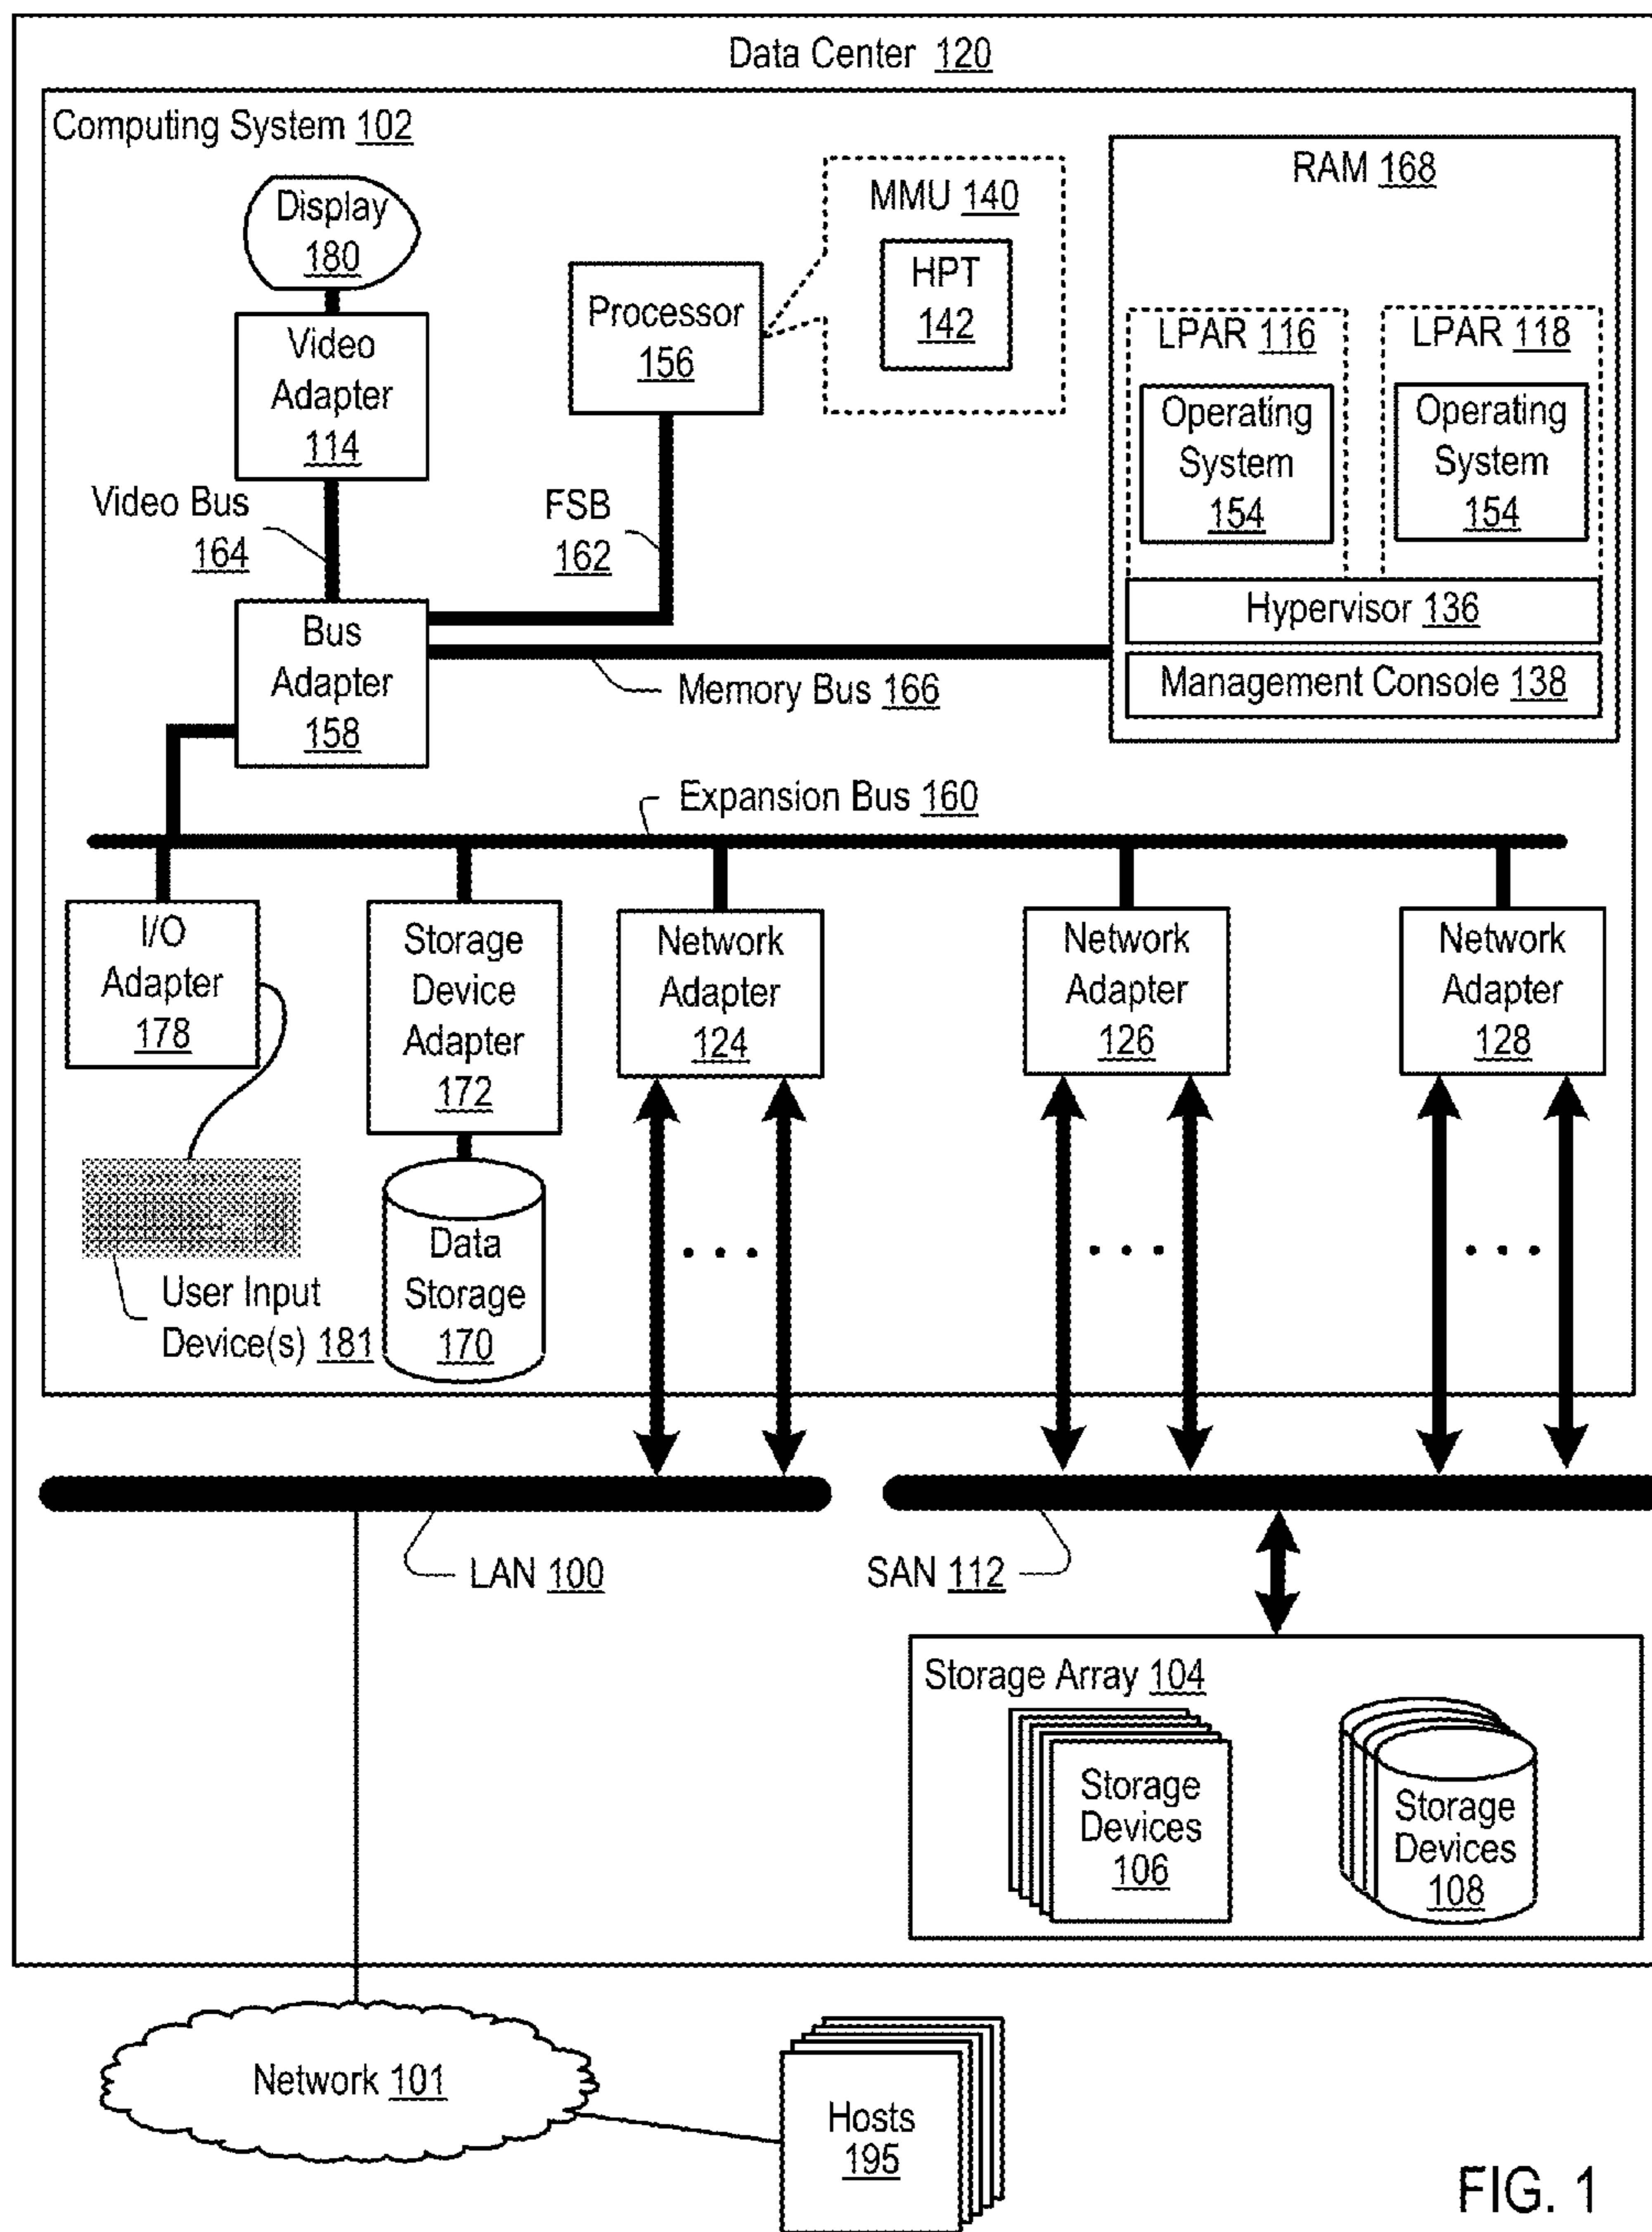 Data Center 120
Computing System 102
Display
180
Video
Adapter
114
Video Bus
164
Processor
156
MMU 140
HPT
142
FSB
162
RAM 168
LPAR 116
Operating
System
154
LPAR 118
Operating
System
154
Hypervisor 136
Management Console 138
Bus
Adapter
158
Memory Bus 166
Expansion Bus 160
I/O
Adapter
178
Storage
Device
Adapter
172
Network
Adapter
124
Network
Adapter
126
Network
Adapter
128
User Input
Device(s) 181
Data
Storage
170
. . .
. . .
. . .
LAN 100
SAN 112
Storage Array 104
Storage
Devices
106
Storage
Devices
108
Network 101
Hosts
195
FIG. 1